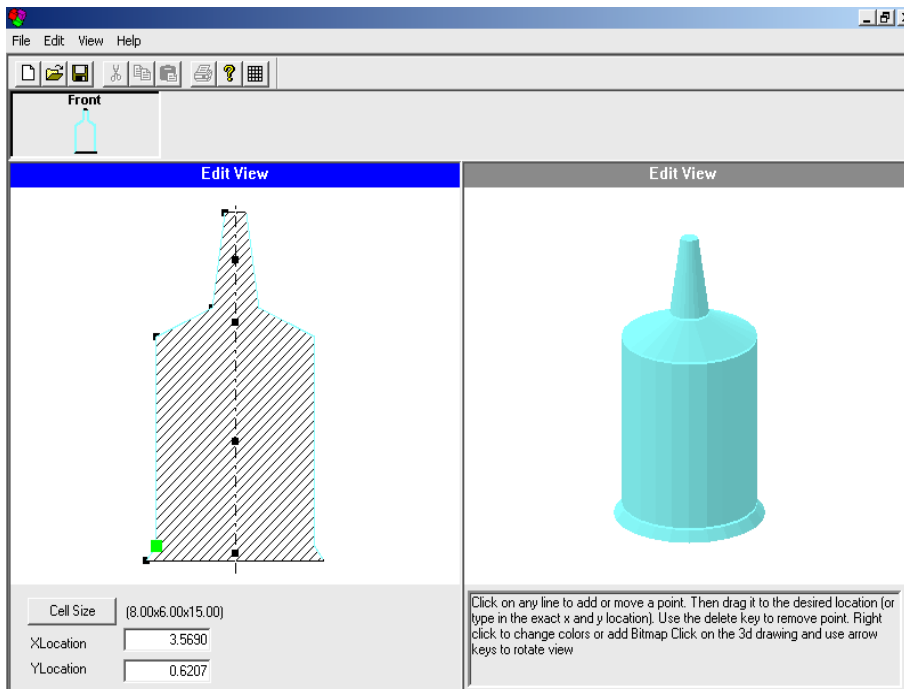 File Edit View Help
Front
Edit View
Edit View
Cell Size (8.00x6.00x15.00)
XLocation 3.5690
YLocation 0.6207
Click on any line to add or move a point. Then drag it to the desired location (or
type in the exact x and y location). Use the delete key to remove point. Right
click to change colors or add Bitmap Click on the 3d drawing and use arrow
keys to rotate view